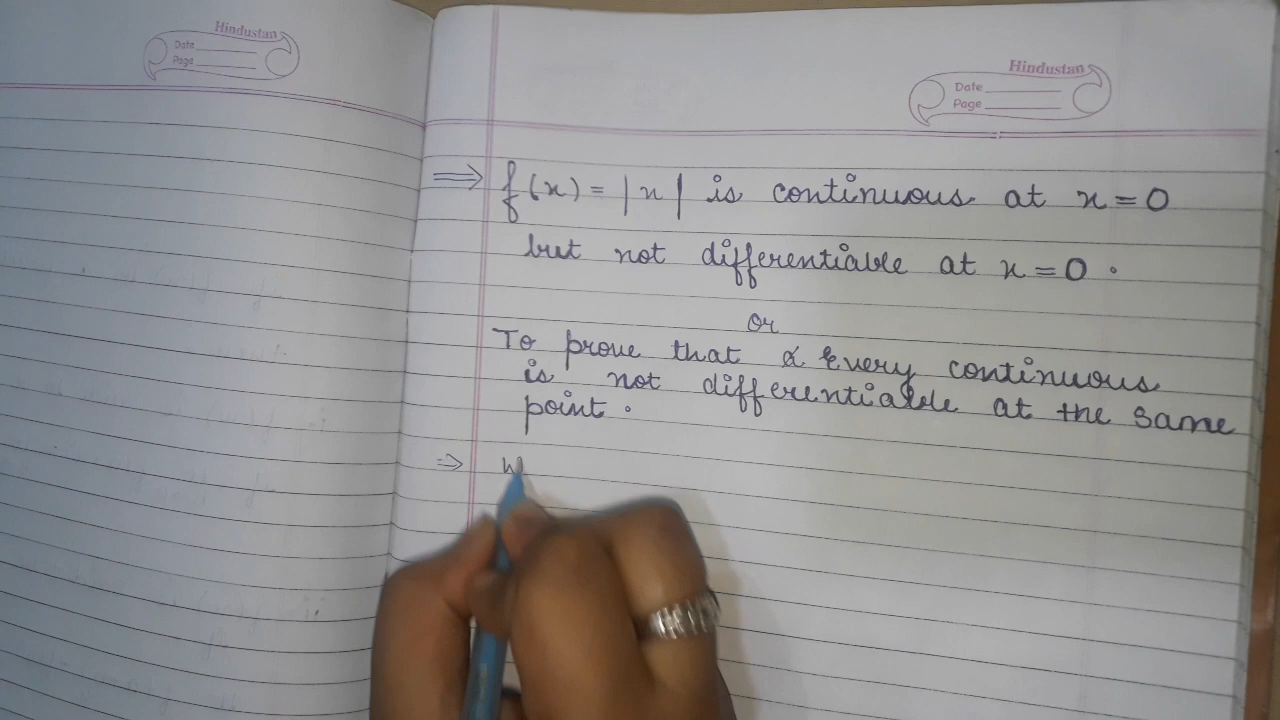 Hindustan
Date
Page
Hindustan
Date
Page
⟹ f(x) = |x| is continuous at x=0
but not differentiable at x=0.
or
To prove that every continuous
is not differentiable at the same
point.
⇒ W